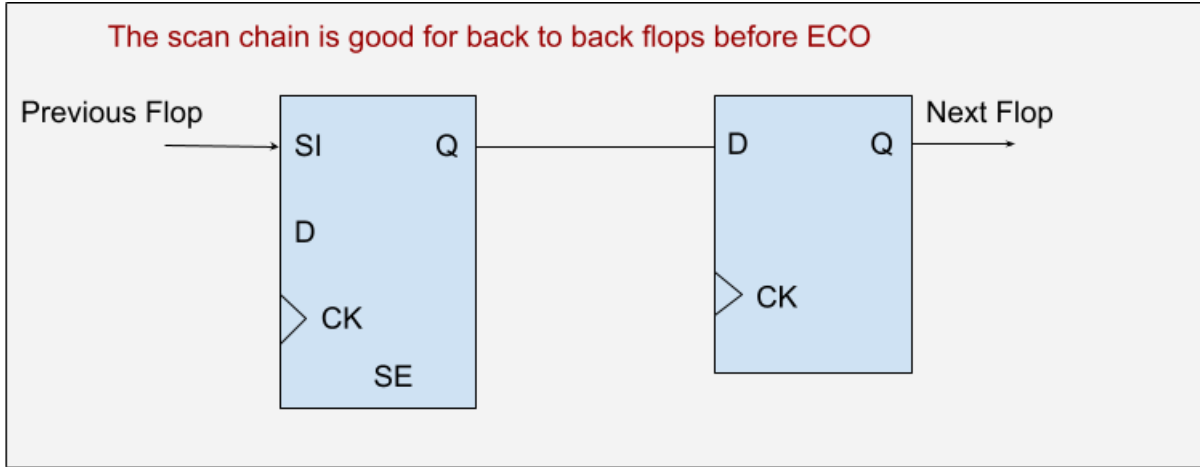 The scan chain is good for back to back flops before ECO
Previous Flop
SI
Q
D
CK
SE
D
Q
CK
Next Flop